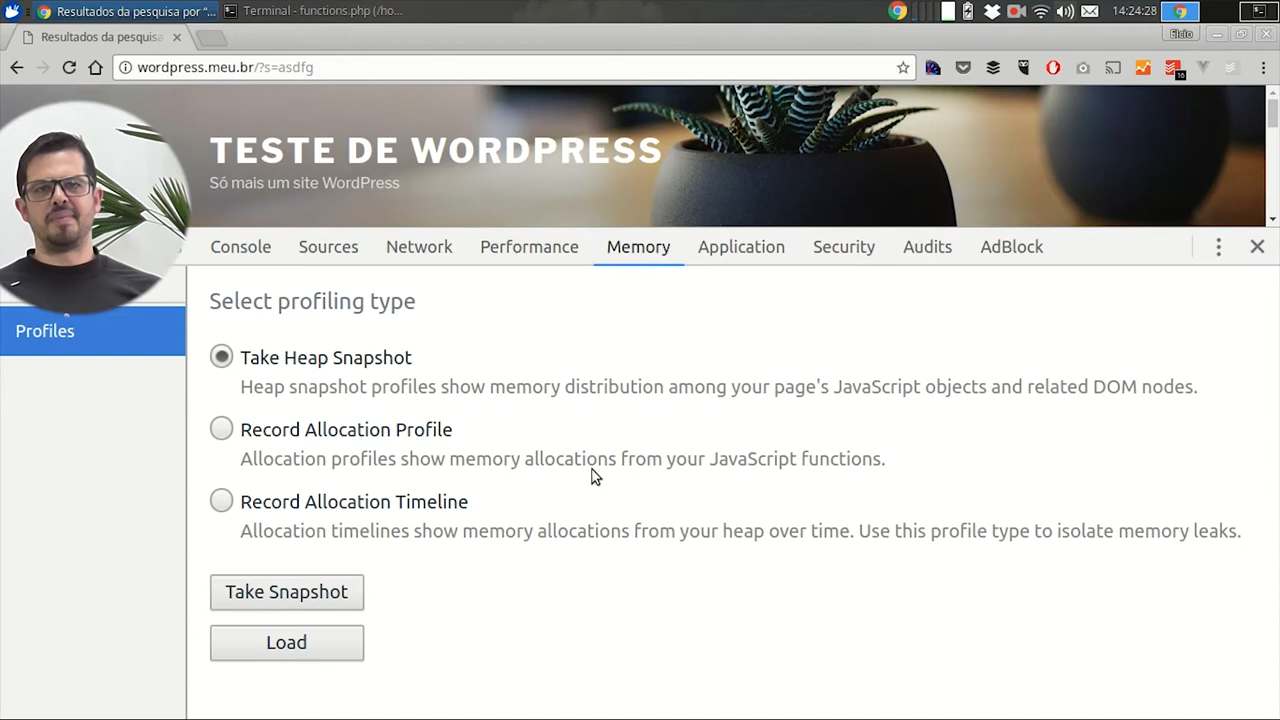 Resultados da pesquisa por “...
Terminal - functions.php (/ho...
14:24:28
Resultados da pesquisa
Elcio
wordpress.meu.br/?s=asdfg
16
TESTE DE WORDPRESS
Só mais um site WordPress
Console
Sources
Network
Performance
Memory
Application
Security
Audits
AdBlock
Profiles
Select profiling type
Take Heap Snapshot
Heap snapshot profiles show memory distribution among your page's JavaScript objects and related DOM nodes.
Record Allocation Profile
Allocation profiles show memory allocations from your JavaScript functions.
Record Allocation Timeline
Allocation timelines show memory allocations from your heap over time. Use this profile type to isolate memory leaks.
Take Snapshot
Load